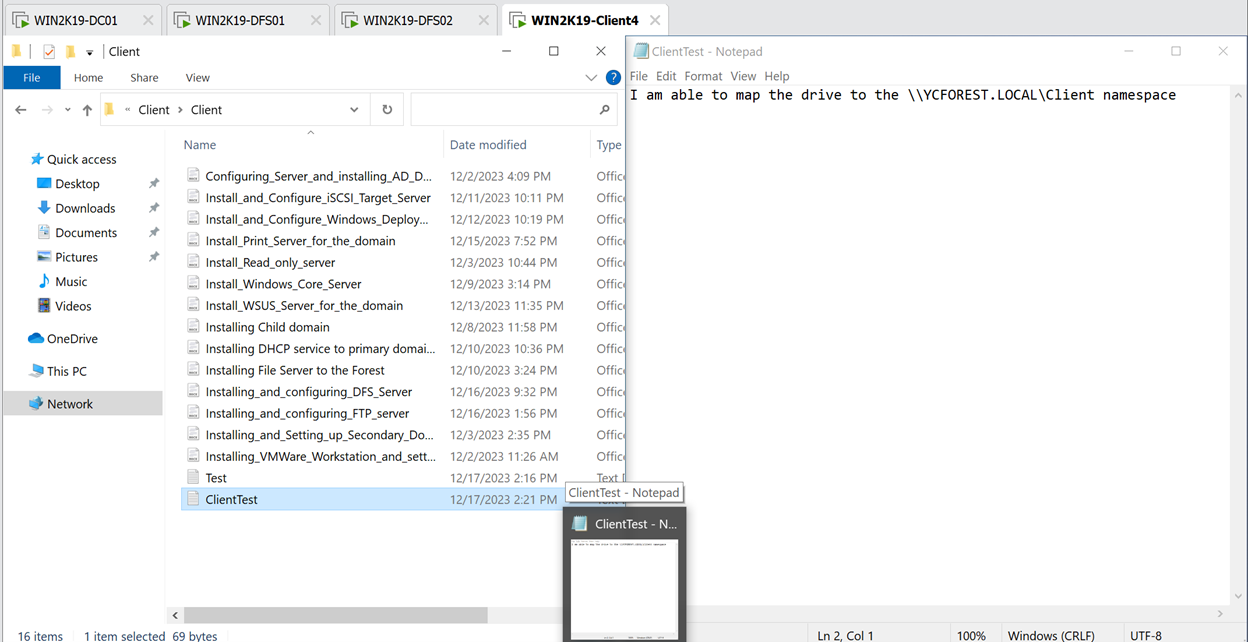 WIN2K19-DC01 WIN2K19-DFS01 WIN2K19-DFS02 WIN2K19-Client4
Client
File Home Share View
« Client > Client
Name Date modified Type
Quick access
Desktop
Downloads
Documents
Pictures
Music
Videos
OneDrive
This PC
Network
Configuring_Server_and_installing_AD_D... 12/2/2023 4:09 PM Office
Install_and_Configure_iSCSI_Target_Server 12/11/2023 10:11 PM Office
Install_and_Configure_Windows_Deploy... 12/12/2023 10:19 PM Office
Install_Print_Server_for_the_domain 12/15/2023 7:52 PM Office
Install_Read_only_server 12/3/2023 10:44 PM Office
Install_Windows_Core_Server 12/9/2023 3:14 PM Office
Install_WSUS_Server_for_the_domain 12/13/2023 11:35 PM Office
Installing Child domain 12/8/2023 11:58 PM Office
Installing DHCP service to primary domai... 12/10/2023 10:36 PM Office
Installing File Server to the Forest 12/10/2023 3:24 PM Office
Installing_and_configuring_DFS_Server 12/16/2023 9:32 PM Office
Installing_and_configuring_FTP_server 12/16/2023 1:56 PM Office
Installing_and_Setting_up_Secondary_Do... 12/3/2023 2:35 PM Office
Installing_VMWare_Workstation_and_sett... 12/2/2023 11:26 AM Office
Test 12/17/2023 2:16 PM Text
ClientTest 12/17/2023 2:21 PM
16 items 1 item selected 69 bytes
ClientTest - Notepad
File Edit Format View Help
I am able to map the drive to the \\YCFOREST.LOCAL\Client namespace
ClientTest - Notepad
ClientTest - N...
Ln 2, Col 1 100% Windows (CRLF) UTF-8